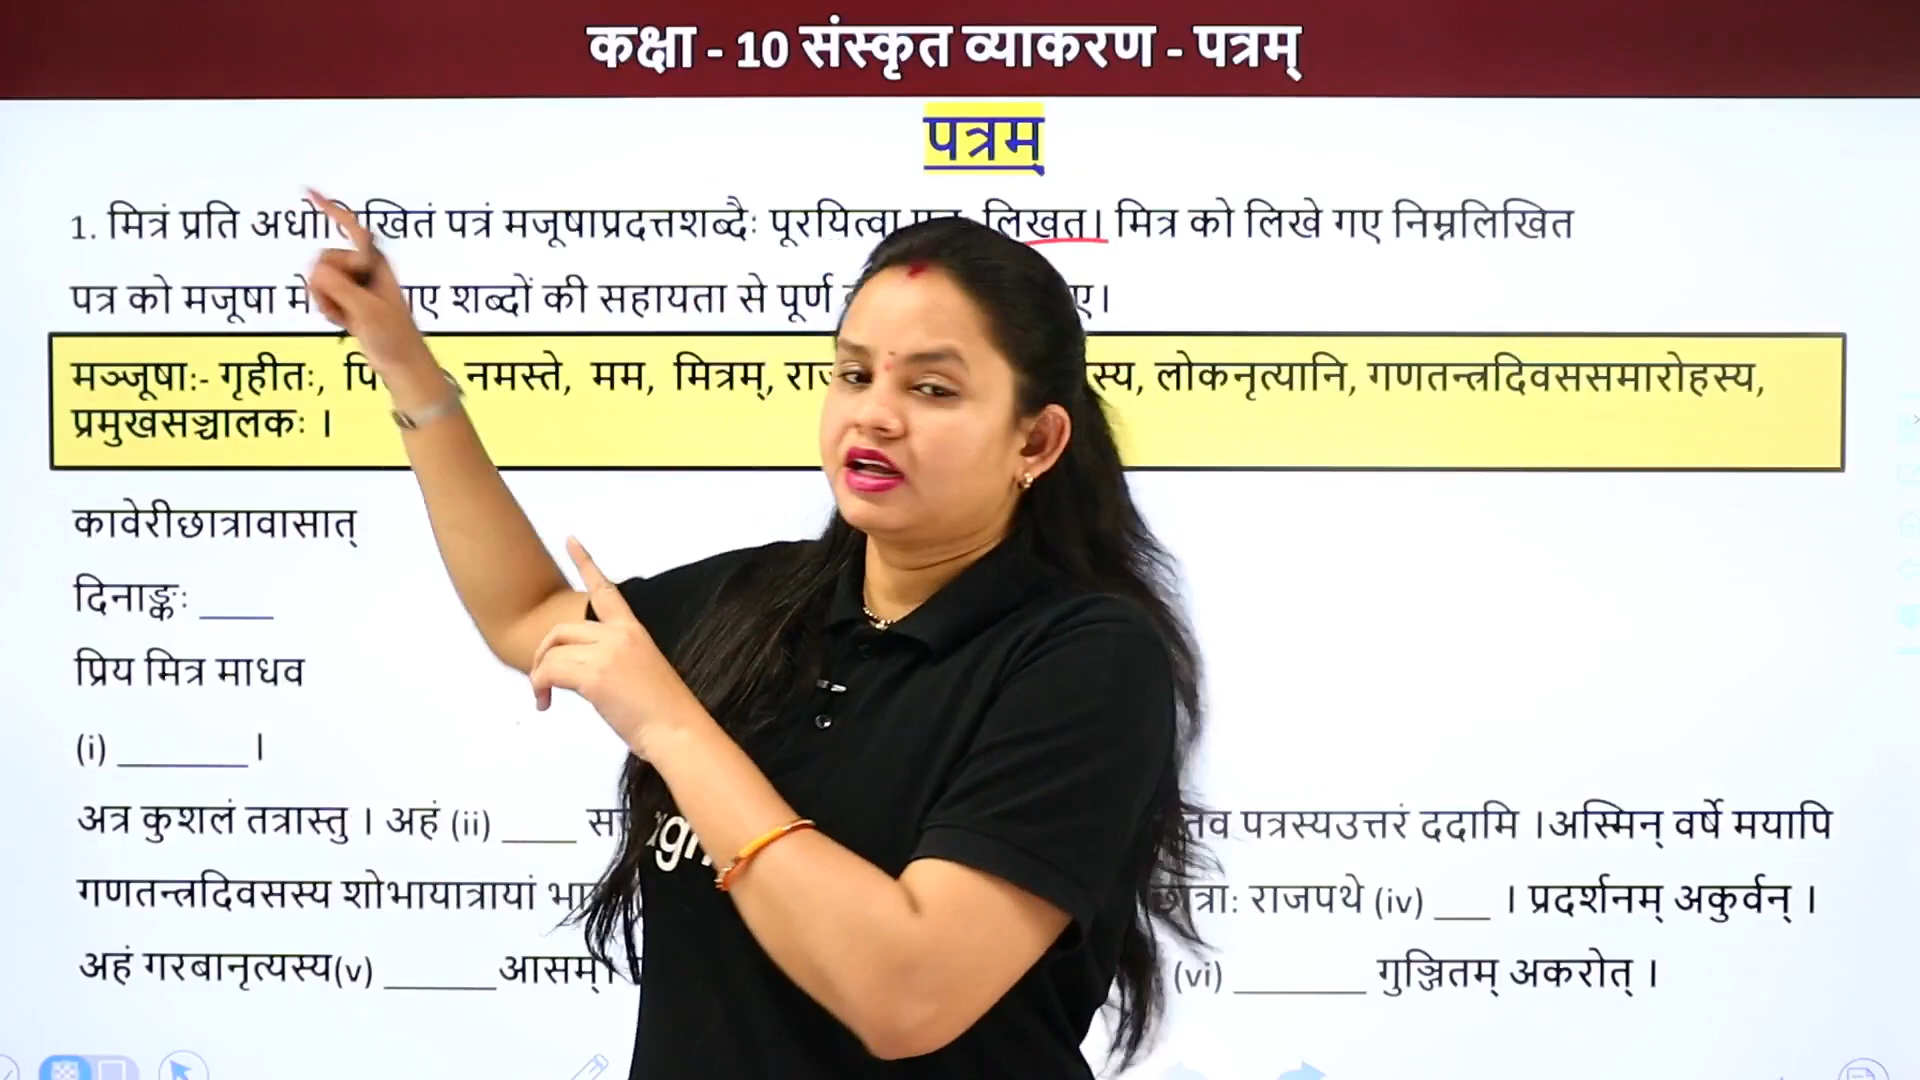 कक्षा - 10 संस्कृत व्याकरण - पत्रम्
पत्रम्
1. मित्रं प्रति अधोलिखितं पत्रं मजूषाप्रदत्तशब्दैः पूरयित्वा लिखत। मित्र को लिखे गए निम्नलिखित
पत्र को मजूषा में शब्दों की सहायता से पूर्ण
मञ्जूषाः- गृहीतः, नमस्ते, मम, मित्रम्, लोकनृत्यानि, गणतन्त्रदिवससमारोहस्य,
प्रमुखसञ्चालकः ।
कावेरीछात्रावासात्
दिनाङ्कः ____
प्रिय मित्र माधव
(i) _______ ।
अत्र कुशलं तत्रास्तु । अहं (ii) ____ तव पत्रस्यउत्तरं ददामि ।अस्मिन् वर्षे मयापि
गणतन्त्रदिवसस्य शोभायात्रायां छात्राः राजपथे (iv) ___ । प्रदर्शनम् अकुर्वन् ।
अहं गरबानृत्यस्य(v) ______आसम्। (vi) _______ गुञ्जितम् अकरोत् ।